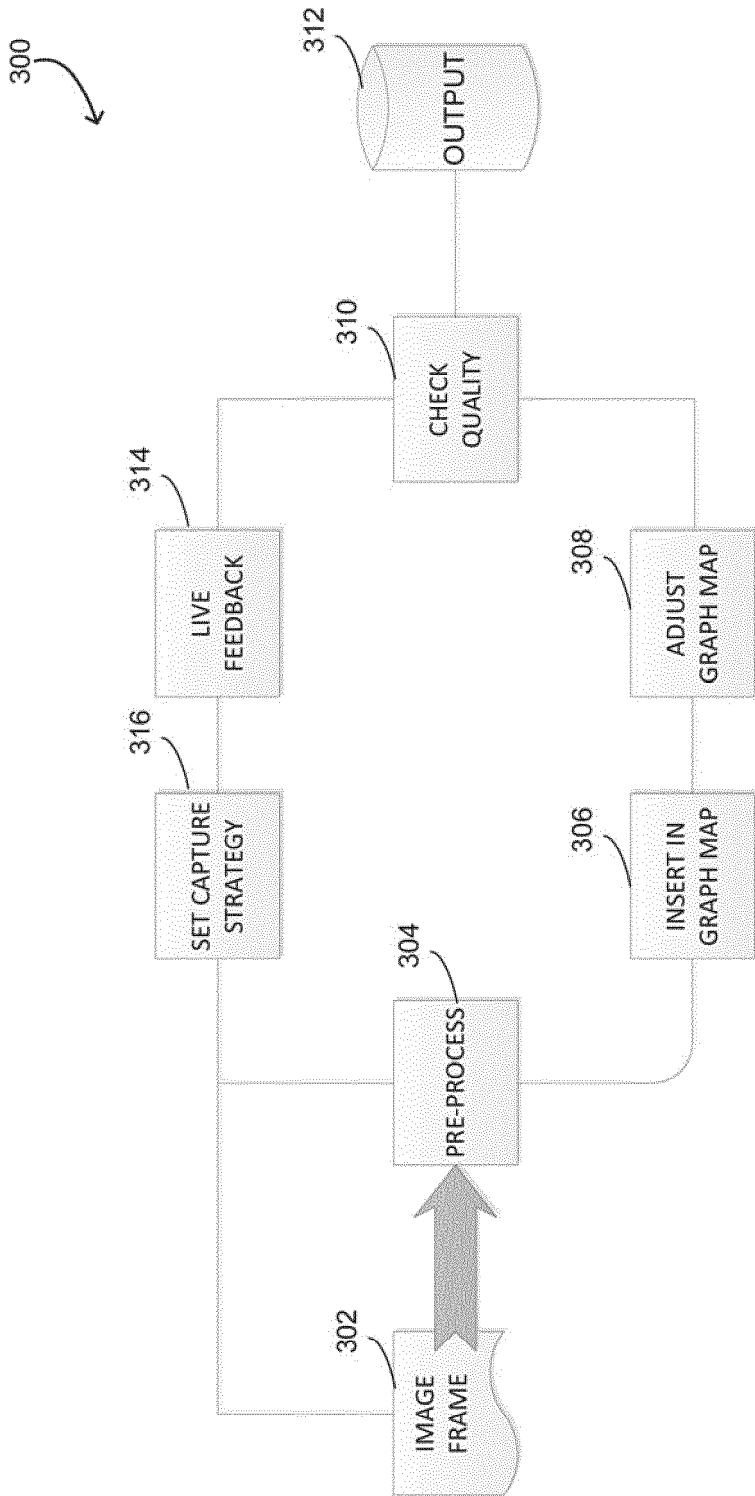 300
302
IMAGE
FRAME
304
PRE-PROCESS
306
INSERT IN
GRAPH MAP
308
ADJUST
GRAPH MAP
310
CHECK
QUALITY
312
OUTPUT
314
LIVE
FEEDBACK
316
SET CAPTURE
STRATEGY